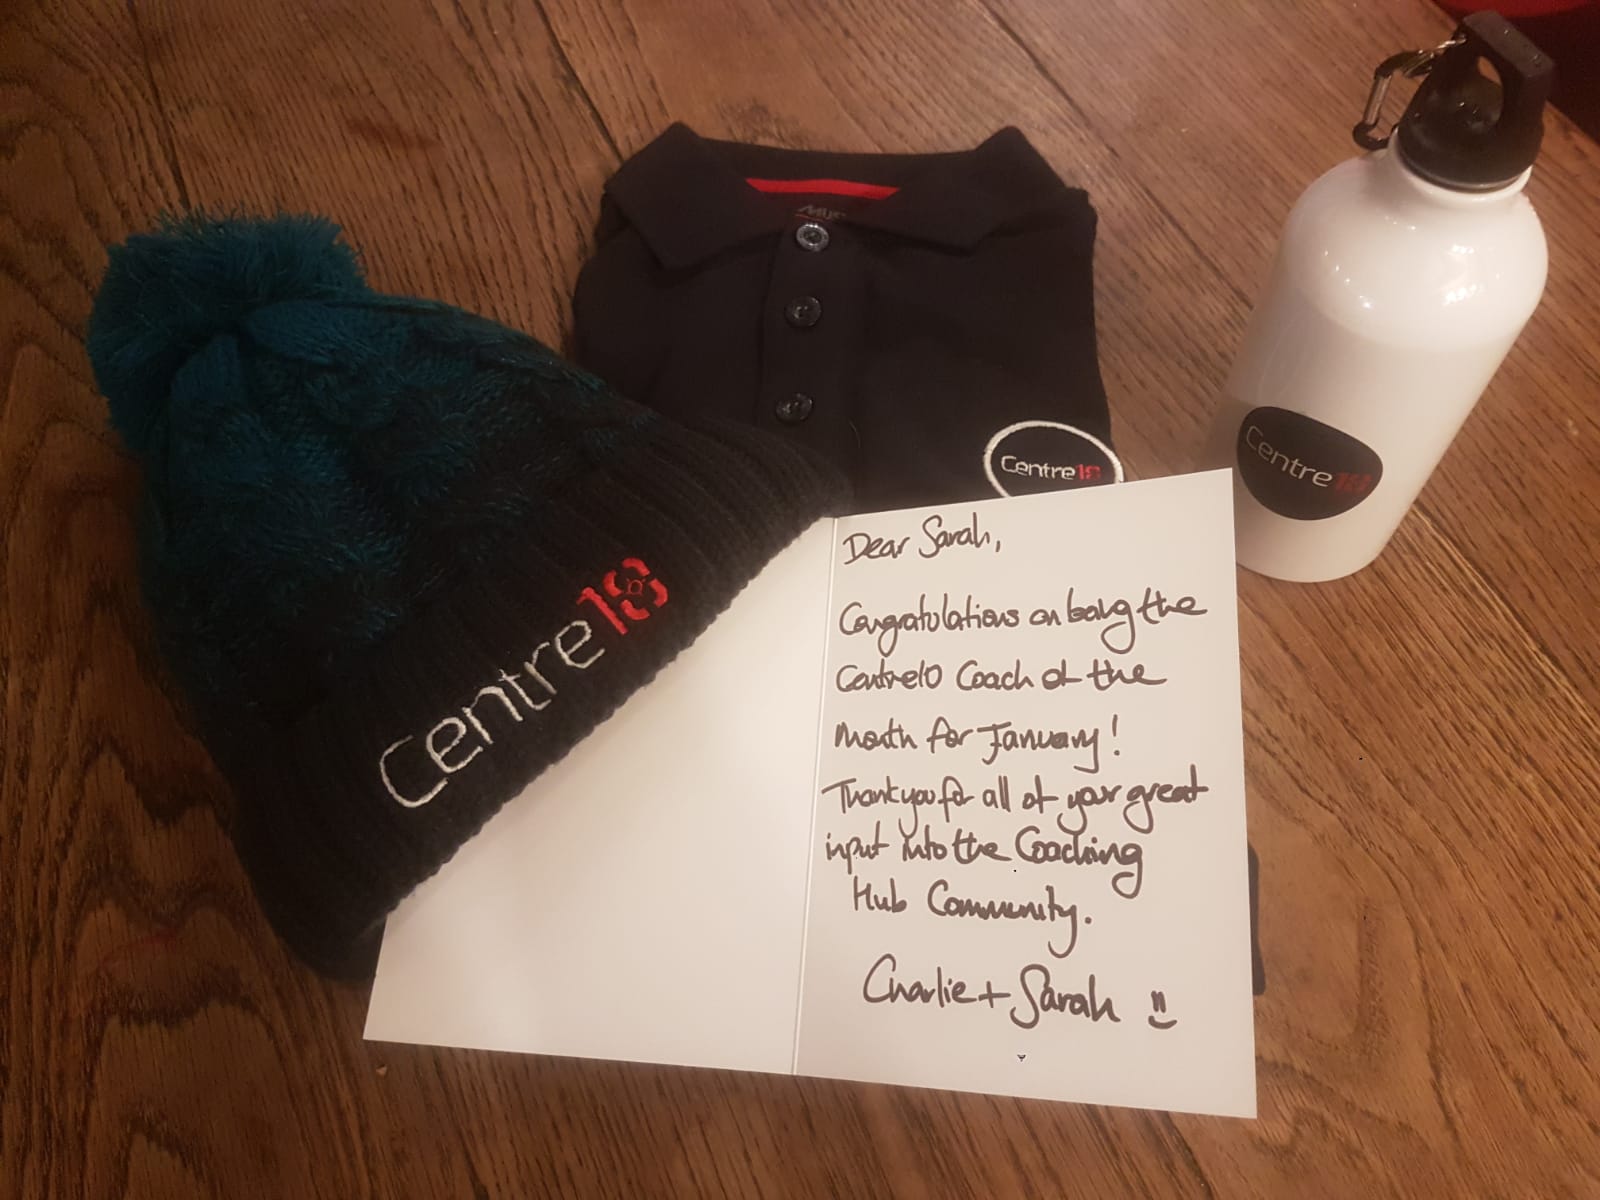 Centre10
Centre10
Centre10
Dear Sarah,
Congratulations on being the
Centre10 Coach of the
Month for January!
Thank you for all of your great
input into the Coaching
Hub Community.
Charlie + Sarah